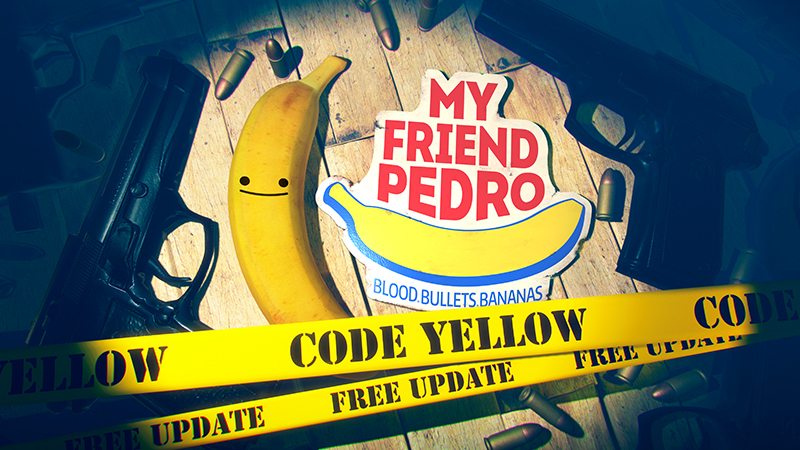 MY
FRIEND
PEDRO
BLOOD. BULLETS. BANANAS
YELLOW CODE YELLOW CODE
FREE UPDATE FREE UPDATE FREE UPDATE